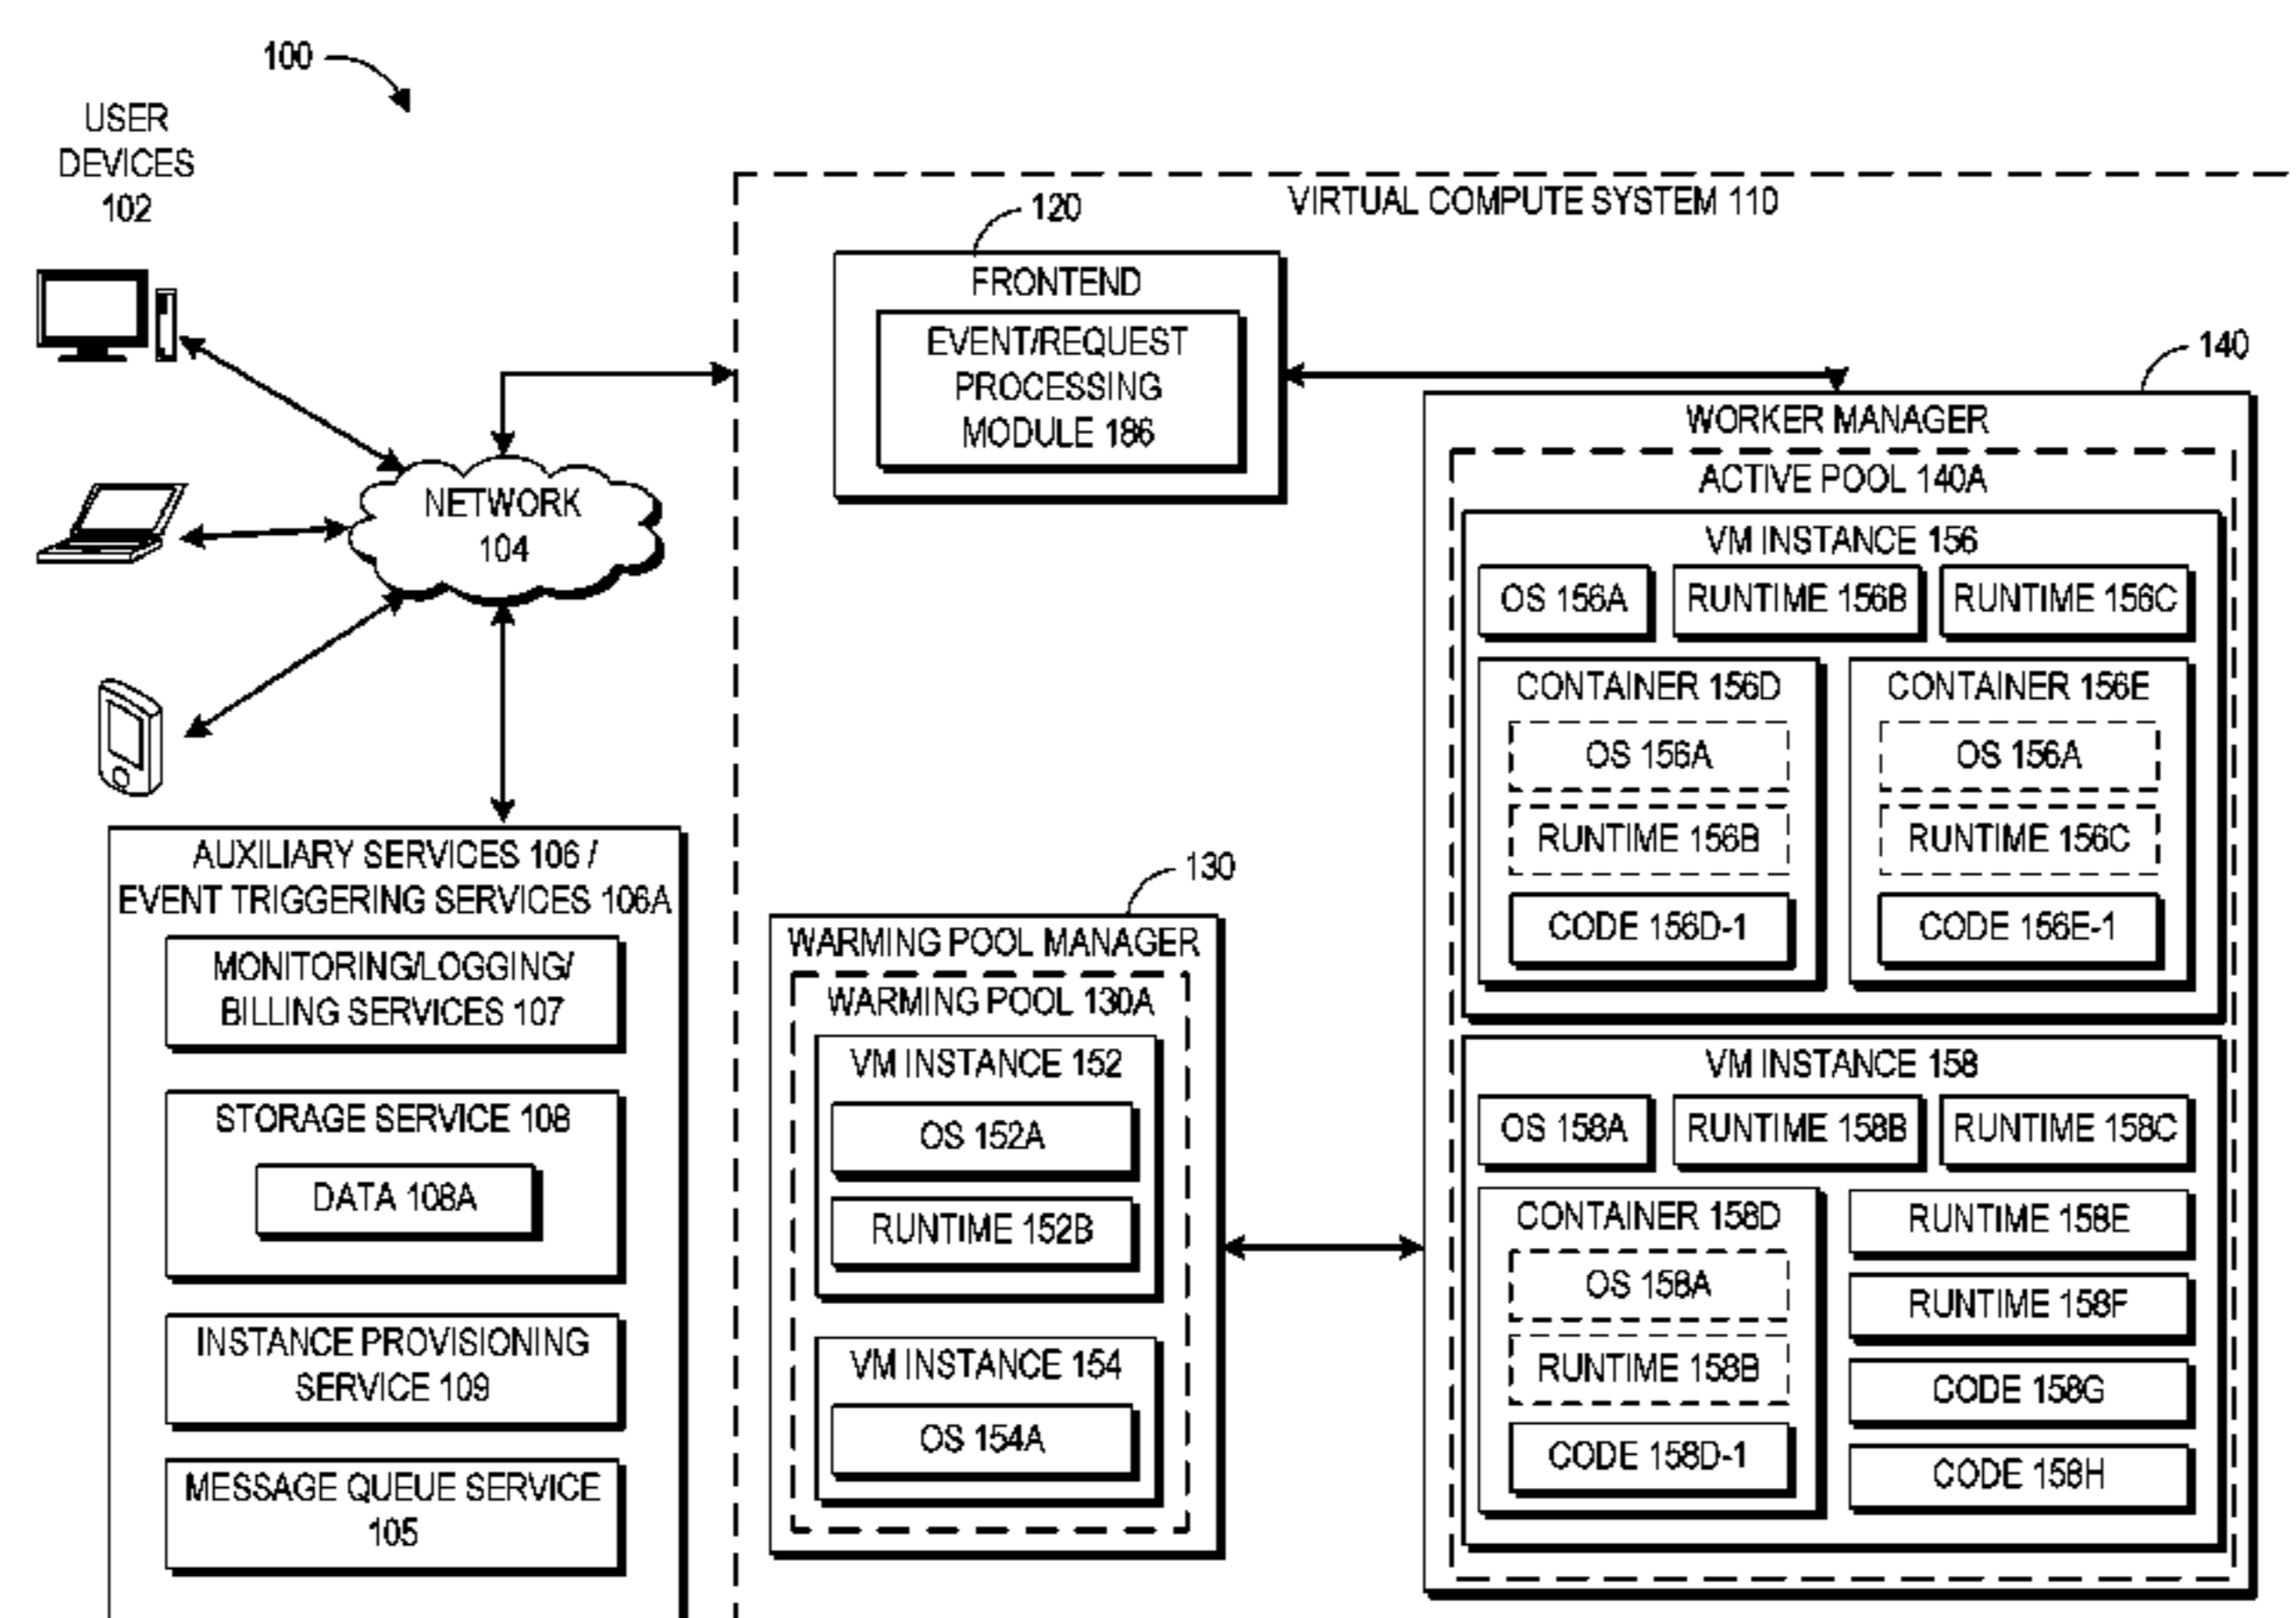 100
USER
DEVICES
102
NETWORK
104
AUXILIARY SERVICES 106 /
EVENT TRIGGERING SERVICES 106A
MONITORING/LOGGING/
BILLING SERVICES 107
STORAGE SERVICE 108
DATA 108A
INSTANCE PROVISIONING
SERVICE 109
MESSAGE QUEUE SERVICE
105
VIRTUAL COMPUTE SYSTEM 110
120
FRONTEND
EVENT/REQUEST
PROCESSING
MODULE 186
130
WARMING POOL MANAGER
WARMING POOL 130A
VM INSTANCE 152
OS 152A
RUNTIME 152B
VM INSTANCE 154
OS 154A
140
WORKER MANAGER
ACTIVE POOL 140A
VM INSTANCE 156
OS 156A
RUNTIME 156B
RUNTIME 156C
CONTAINER 156D
OS 156A
RUNTIME 156B
CODE 156D-1
CONTAINER 156E
OS 156A
RUNTIME 156C
CODE 156E-1
VM INSTANCE 158
OS 158A
RUNTIME 158B
RUNTIME 158C
CONTAINER 158D
OS 158A
RUNTIME 158B
CODE 158D-1
RUNTIME 158E
RUNTIME 158F
CODE 158G
CODE 158H